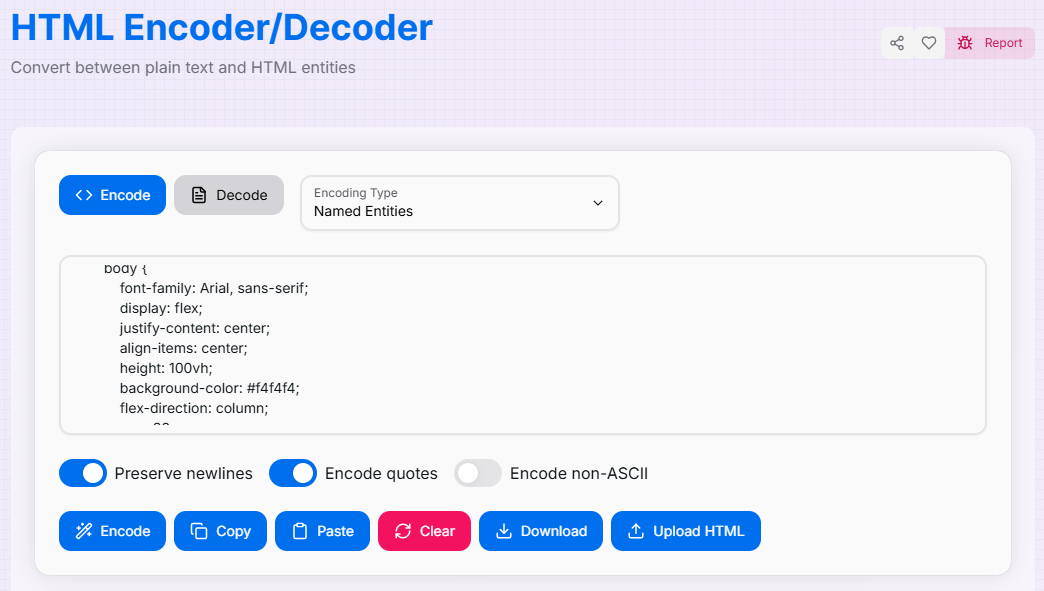 HTML Encoder/Decoder
Convert between plain text and HTML entities
Report
Encode
Decode
Encoding Type
Named Entities
body {
font-family: Arial, sans-serif;
display: flex;
justify-content: center;
align-items: center;
height: 100vh;
background-color: #f4f4f4;
flex-direction: column;
Preserve newlines
Encode quotes
Encode non-ASCII
Encode
Copy
Paste
Clear
Download
Upload HTML